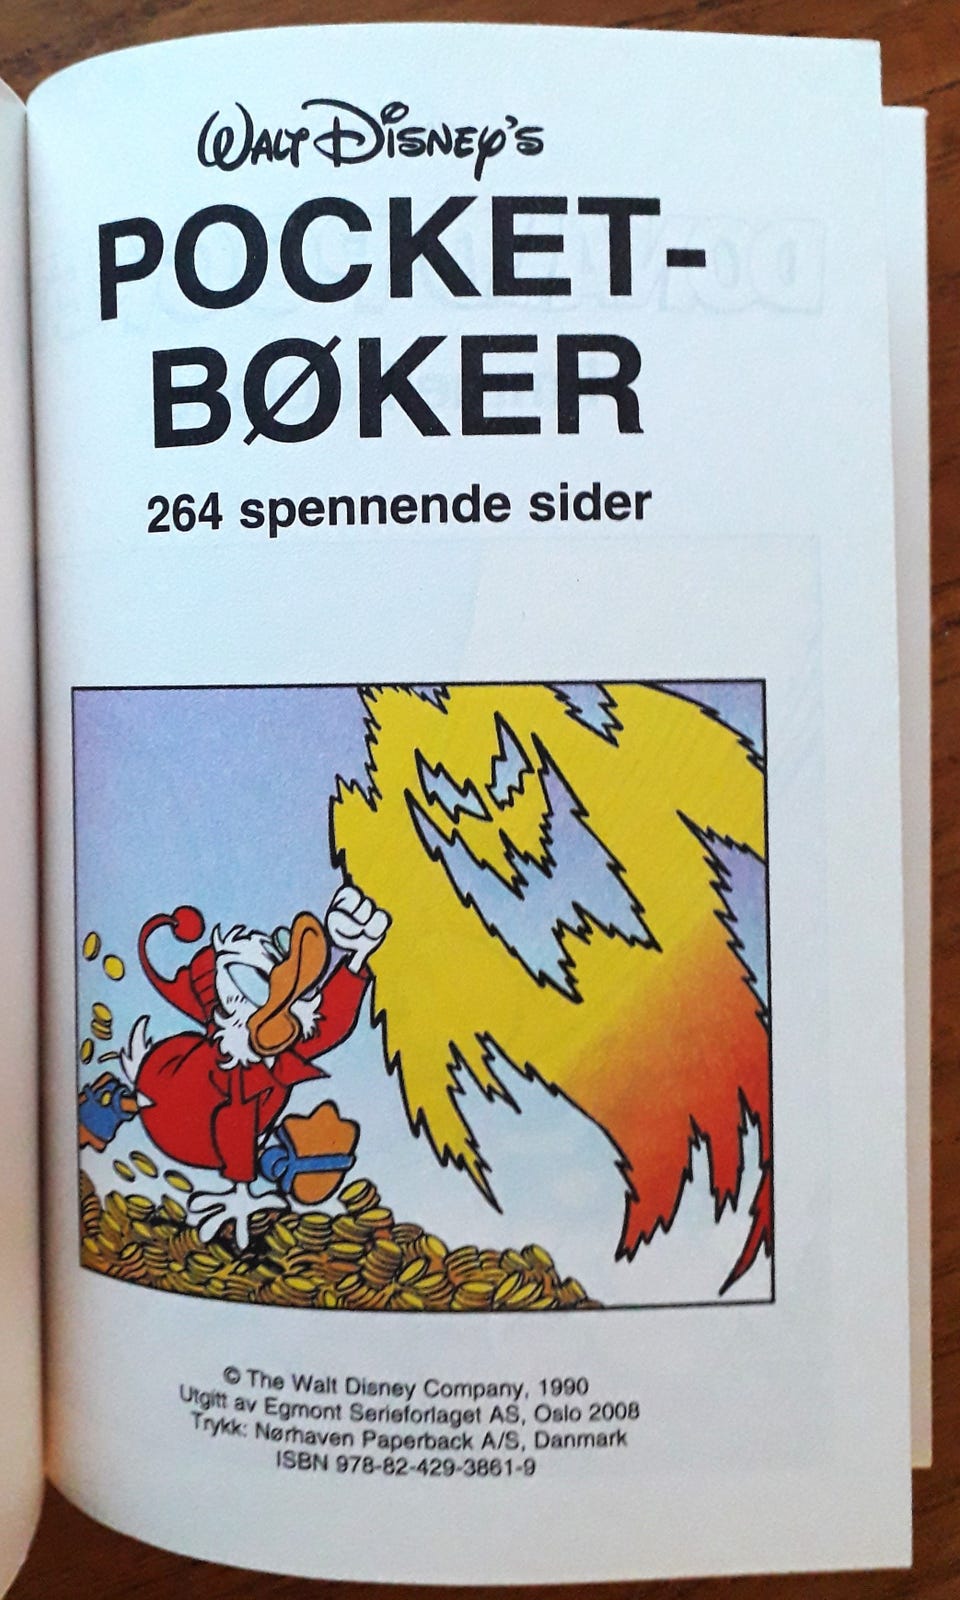 Walt Disney's
POCKET-
BØKER
264 spennende sider
© The Walt Disney Company, 1990
Utgitt av Egmont Serieforlaget AS, Oslo 2008
Trykk: Nørhaven Paperback A/S, Danmark
ISBN 978-82-429-3861-9